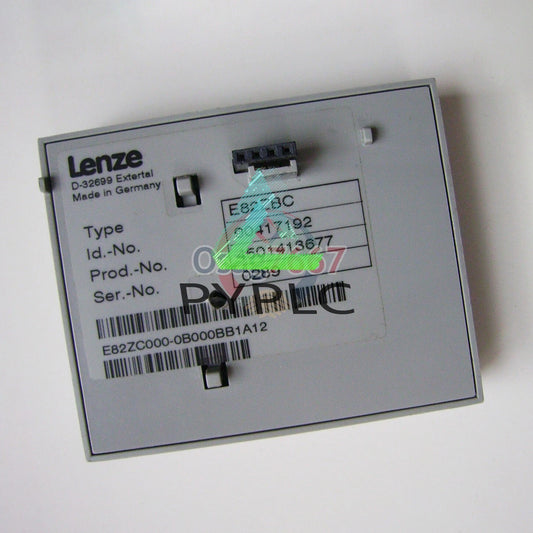 Lenze
D-32699 Extertal
Made in Germany
Type E82ZBC
Id.-No. 00417192
Prod.-No.
Ser.-No. 0289
PYPLC
E82ZC000-0B000BB1A12